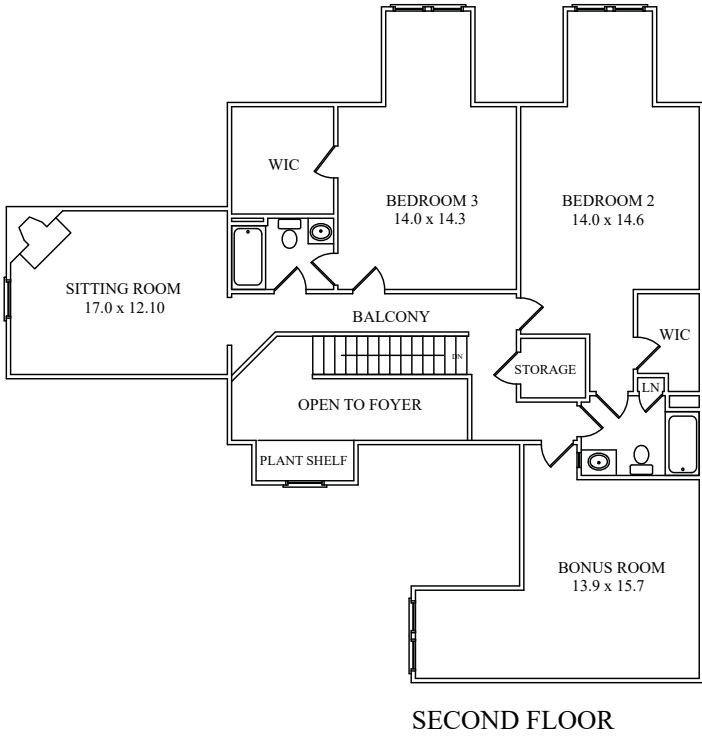 WIC
BEDROOM 3
14.0 x 14.3
BEDROOM 2
14.0 x 14.6
SITTING ROOM
17.0 x 12.10
BALCONY
WIC
DN
STORAGE
LN
OPEN TO FOYER
PLANT SHELF
BONUS ROOM
13.9 x 15.7
SECOND FLOOR